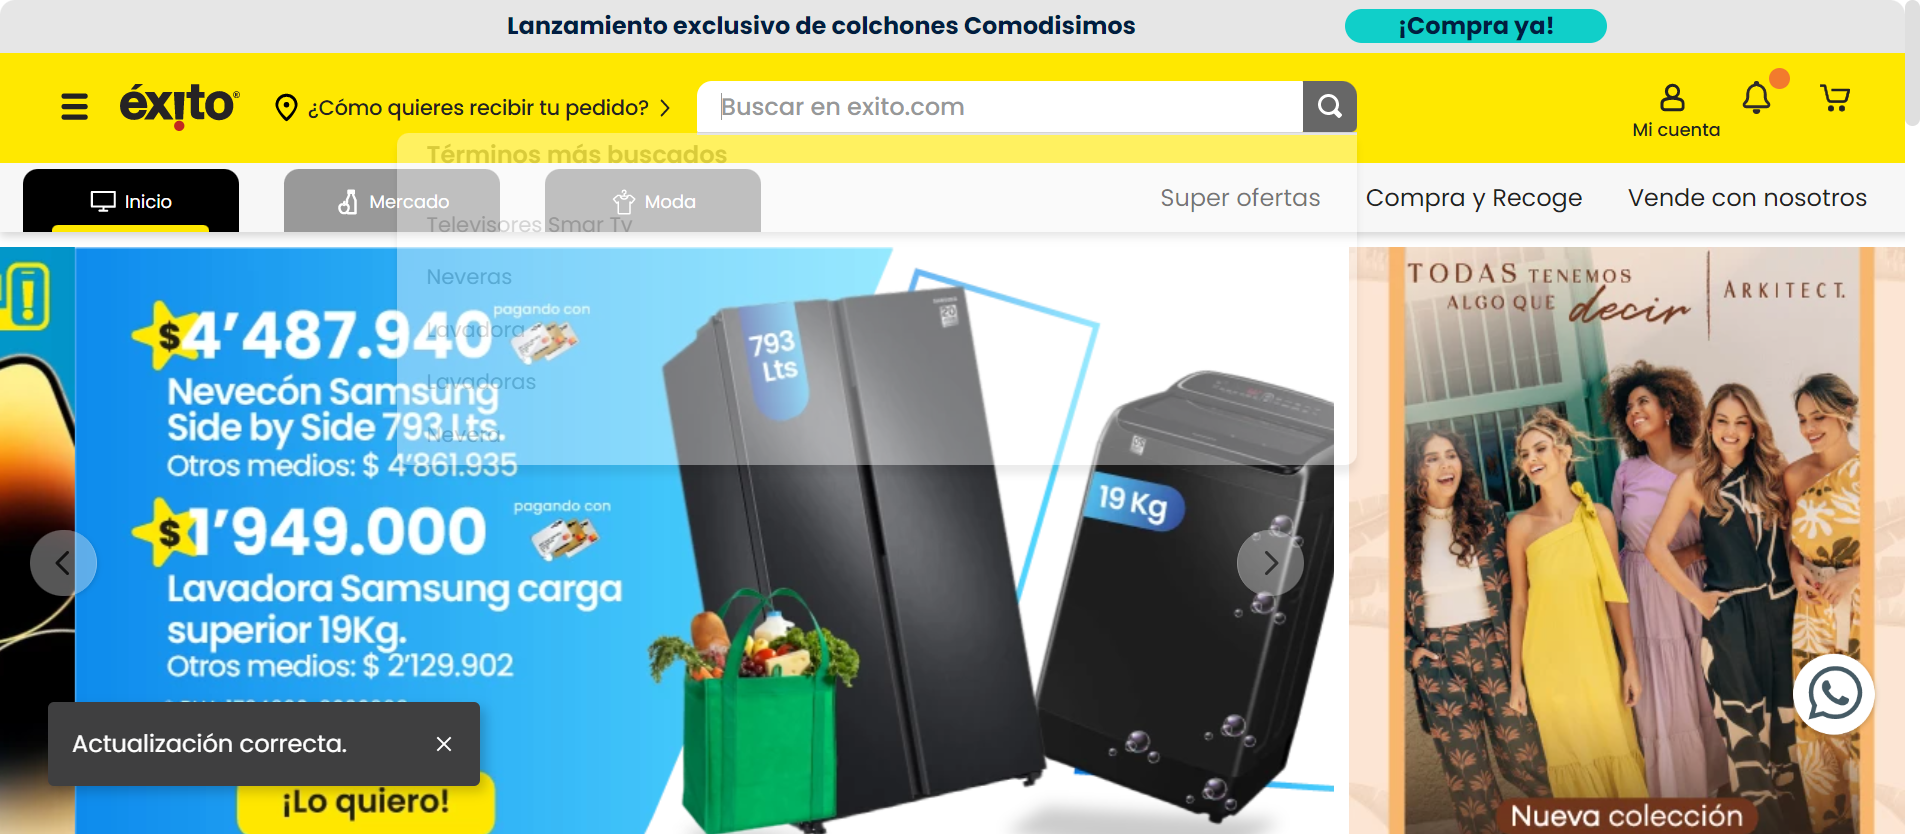 Lanzamiento exclusivo de colchones Comodisimos
¡Compra ya!
éxito®
¿Cómo quieres recibir tu pedido?
Buscar en exito.com
Mi cuenta
Términos más buscados
Inicio
Mercado
Moda
Super ofertas
Compra y Recoge
Vende con nosotros
Televisores Smar Tv
Neveras
Lavadora
Lavadoras
Nevera
$4’487.940
pagando con
Nevecón Samsung
Side by Side 793 Lts.
Otros medios: $ 4’861.935
$1’949.000
pagando con
Lavadora Samsung carga
superior 19Kg.
Otros medios: $ 2’129.902
793
Lts
19 Kg
¡Lo quiero!
Actualización correcta.
TODAS TENEMOS
ALGO QUE decir
ARKITECT.
Nueva colección